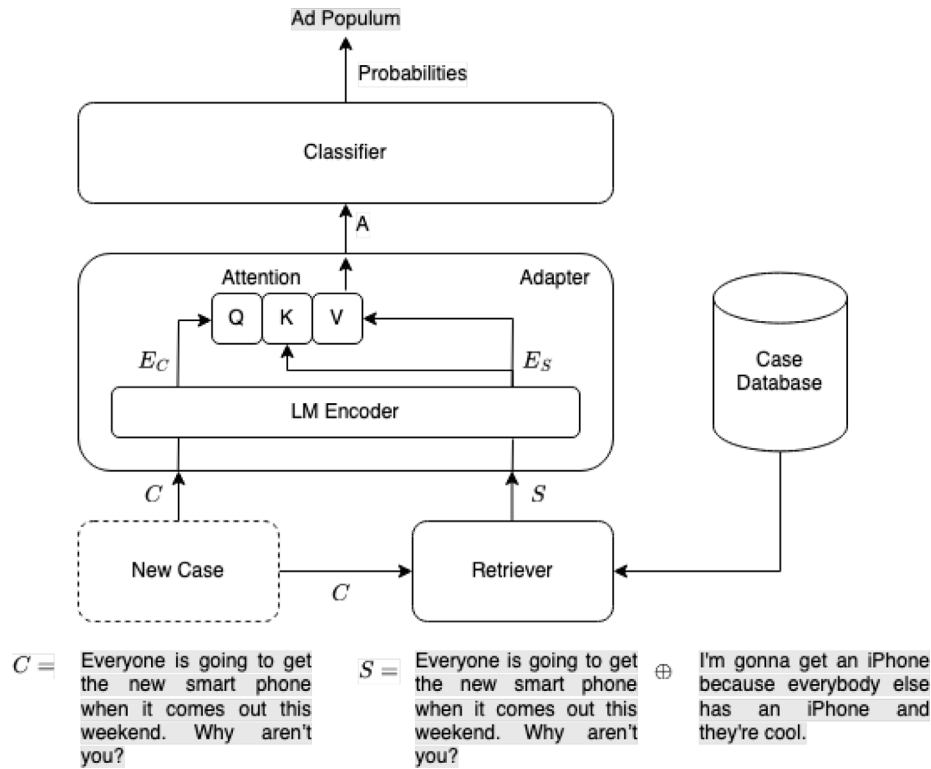 Ad Populum
Probabilities
Classifier
A
Attention
Adapter
Q K V
E_C
E_S
LM Encoder
Case
Database
C
S
New Case
C
Retriever
C =
Everyone is going to get
the new smart phone
when it comes out this
weekend. Why aren't
you?
S =
Everyone is going to get
the new smart phone
when it comes out this
weekend. Why aren't
you?
⊕
I'm gonna get an iPhone
because everybody else
has an iPhone and
they're cool.